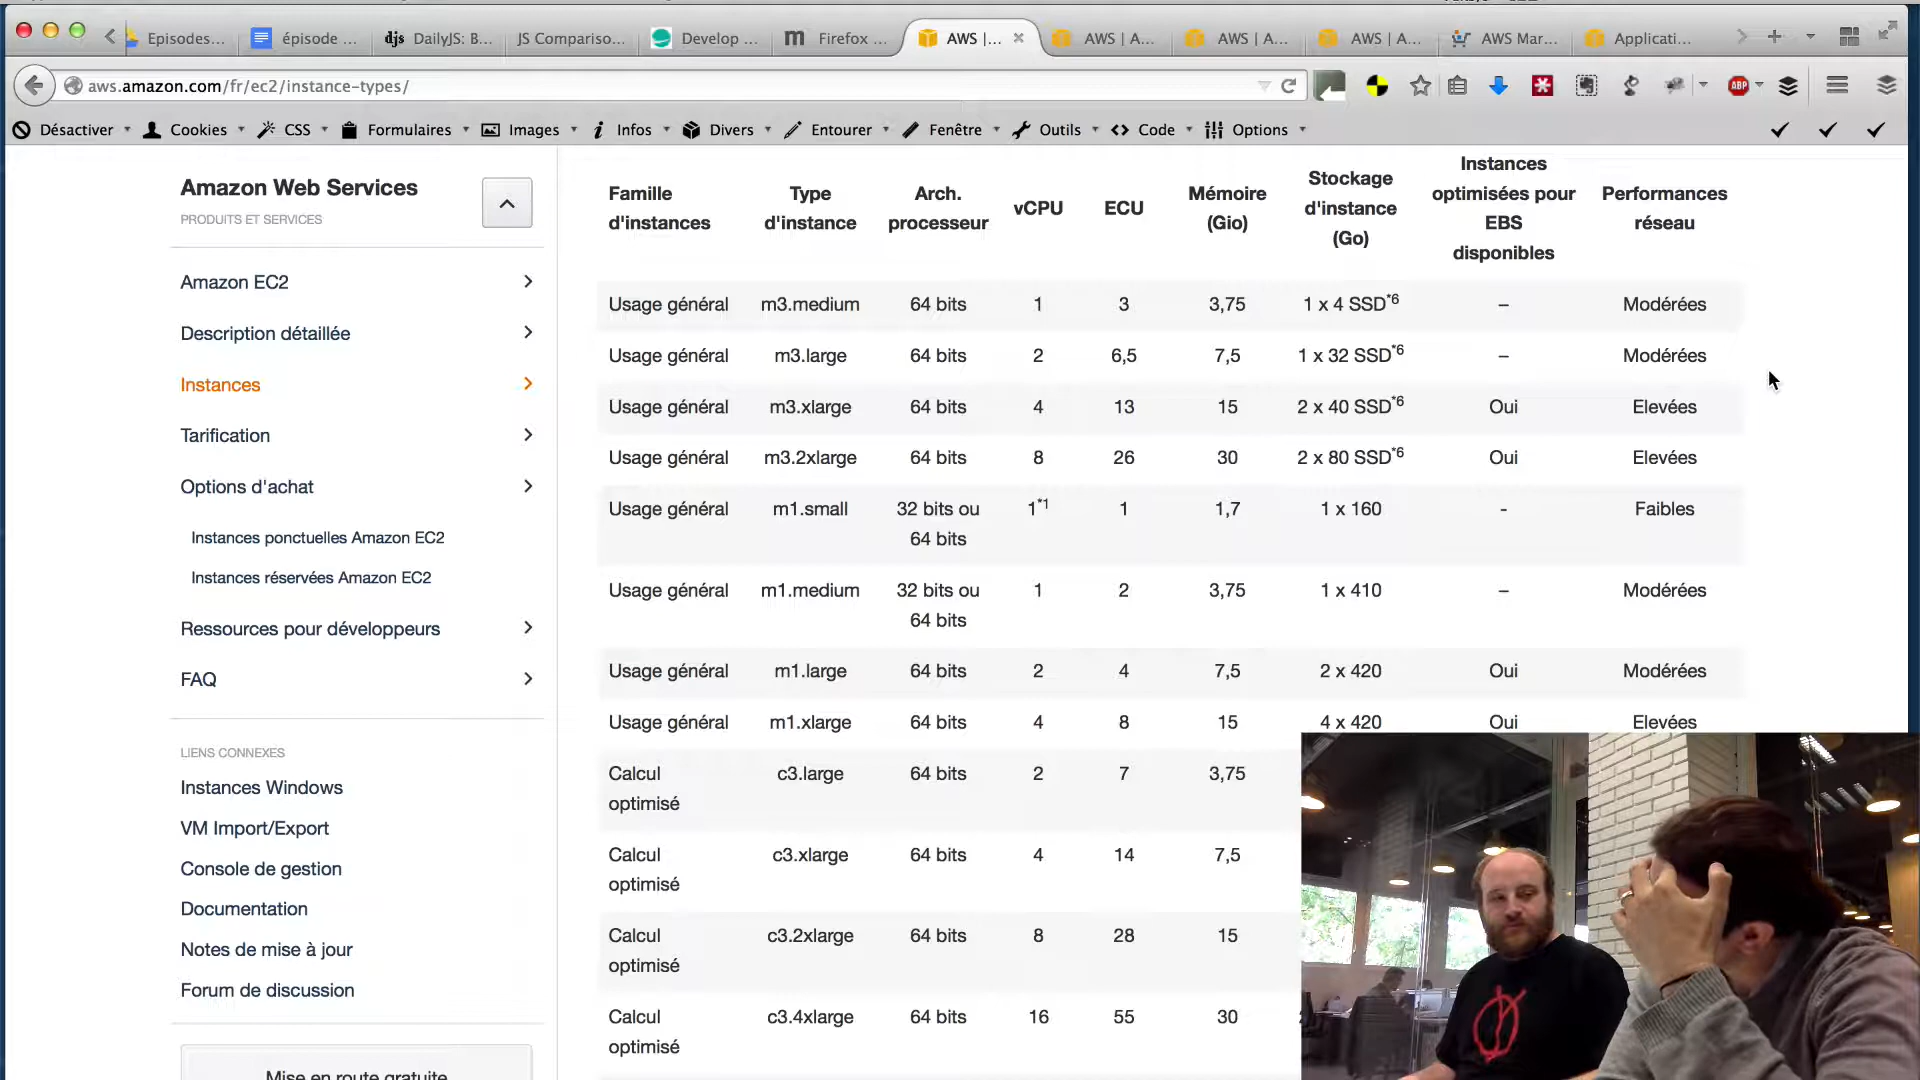 Episodes...
épisode ...
djs DailyJS: B...
JS Compariso...
Develop ...
m Firefox ...
AWS |...
AWS | A...
AWS | A...
AWS | A...
AWS Mar...
Applicati...
aws.amazon.com/fr/ec2/instance-types/
ABP
Désactiver
Cookies
CSS
Formulaires
Images
Infos
Divers
Entourer
Fenêtre
Outils
Code
Options
Amazon Web Services
PRODUITS ET SERVICES
Amazon EC2
Description détaillée
Instances
Tarification
Options d'achat
Instances ponctuelles Amazon EC2
Instances réservées Amazon EC2
Ressources pour développeurs
FAQ
LIENS CONNEXES
Instances Windows
VM Import/Export
Console de gestion
Documentation
Notes de mise à jour
Forum de discussion
Mise en route gratuite
Famille d'instances Type d'instance Arch. processeur vCPU ECU Mémoire (Gio) Stockage d'instance (Go) Instances optimisées pour EBS disponibles Performances réseau
Usage général m3.medium 64 bits 1 3 3,75 1 x 4 SSD*6 – Modérées
Usage général m3.large 64 bits 2 6,5 7,5 1 x 32 SSD*6 – Modérées
Usage général m3.xlarge 64 bits 4 13 15 2 x 40 SSD*6 Oui Elevées
Usage général m3.2xlarge 64 bits 8 26 30 2 x 80 SSD*6 Oui Elevées
Usage général m1.small 32 bits ou 64 bits 1*1 1 1,7 1 x 160 - Faibles
Usage général m1.medium 32 bits ou 64 bits 1 2 3,75 1 x 410 – Modérées
Usage général m1.large 64 bits 2 4 7,5 2 x 420 Oui Modérées
Usage général m1.xlarge 64 bits 4 8 15 4 x 420 Oui Elevées
Calcul optimisé c3.large 64 bits 2 7 3,75
Calcul optimisé c3.xlarge 64 bits 4 14 7,5
Calcul optimisé c3.2xlarge 64 bits 8 28 15
Calcul optimisé c3.4xlarge 64 bits 16 55 30